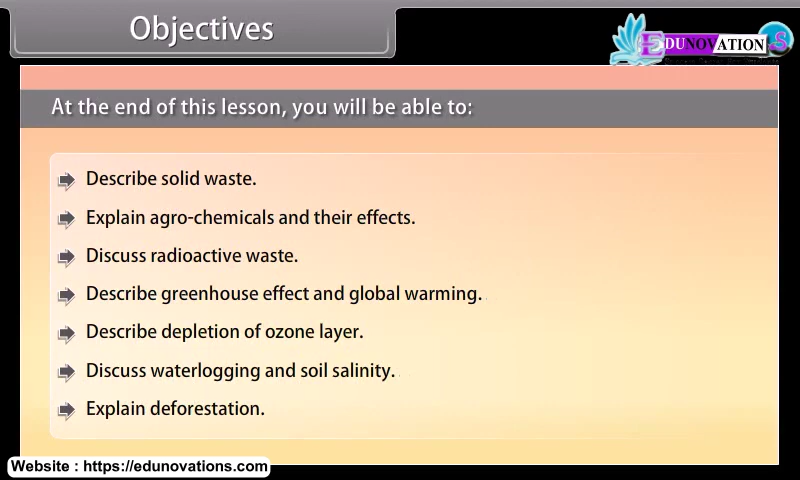 Objectives
EDUNOVATION.S
At the end of this lesson, you will be able to:
Describe solid waste.
Explain agro-chemicals and their effects.
Discuss radioactive waste.
Describe greenhouse effect and global warming.
Describe depletion of ozone layer.
Discuss waterlogging and soil salinity.
Explain deforestation.
Website : https://edunovations.com